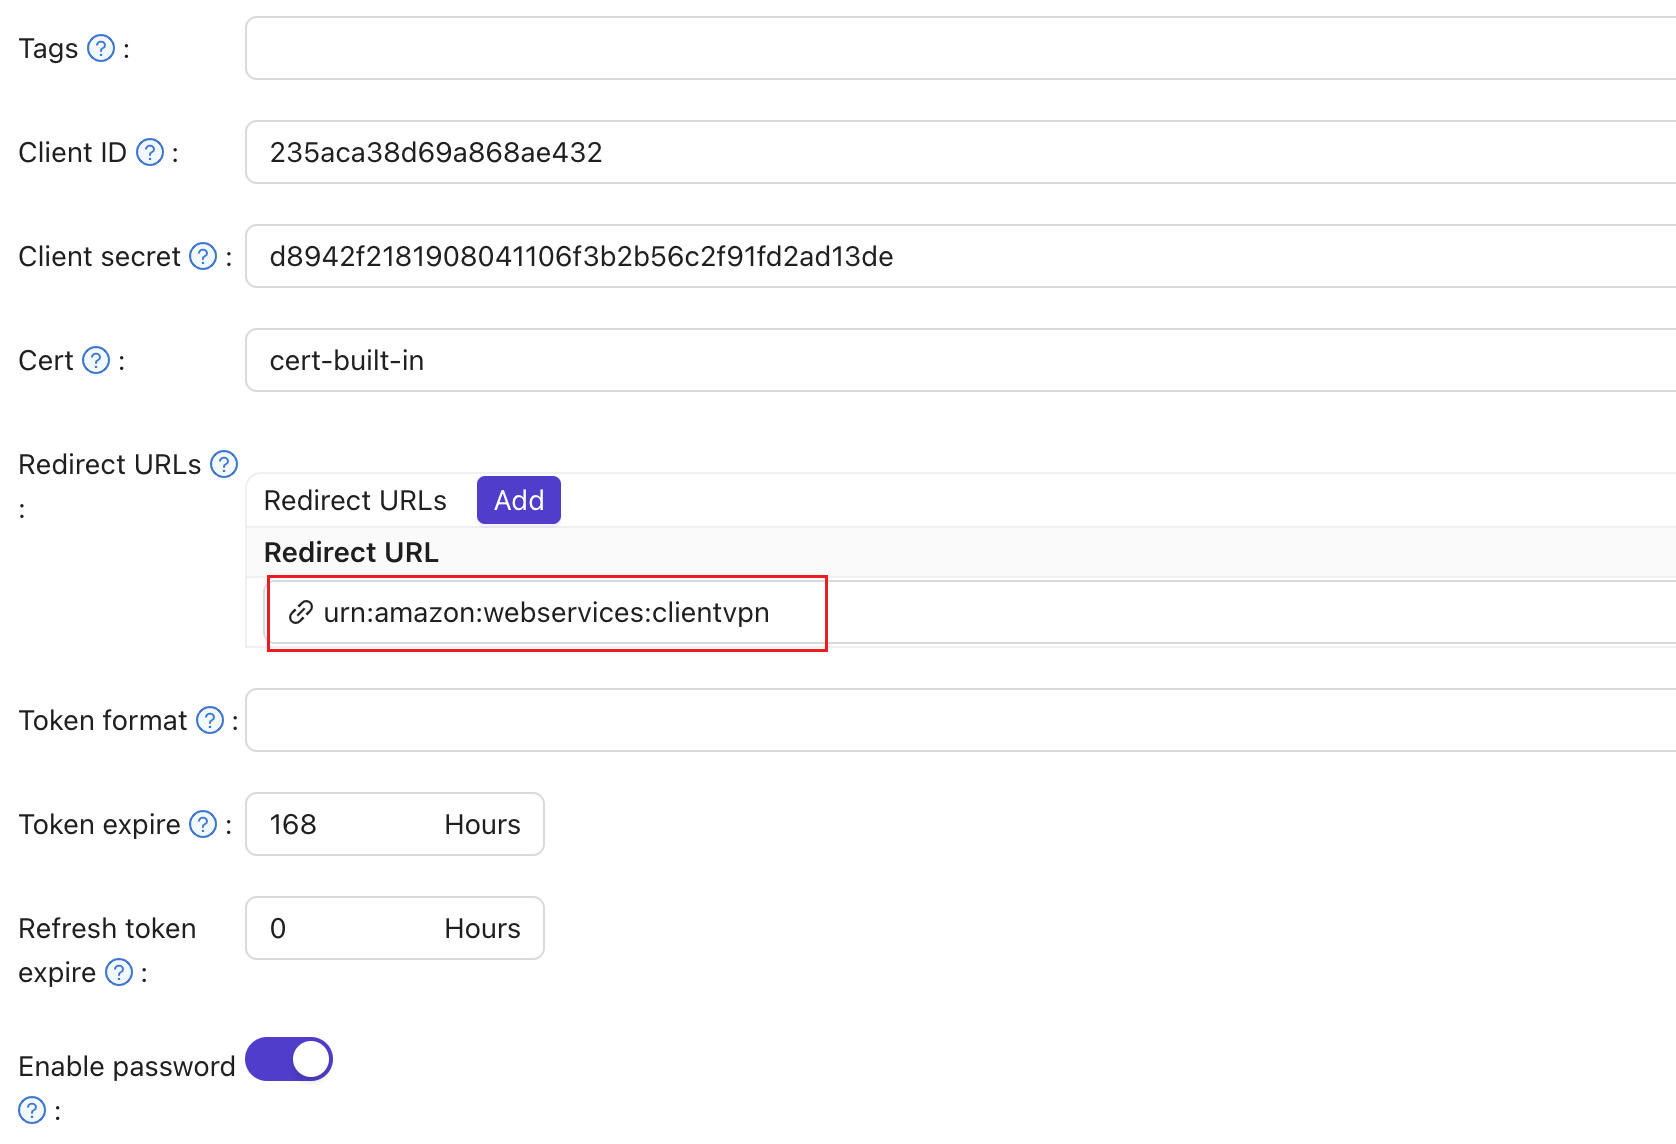 Tags ? :
Client ID ? : 235aca38d69a868ae432
Client secret ? : d8942f2181908041106f3b2b56c2f91fd2ad13de
Cert ? : cert-built-in
Redirect URLs ? :
Redirect URLs Add
Redirect URL
urn:amazon:webservices:clientvpn
Token format ? :
Token expire ? : 168 Hours
Refresh token
expire ? :
0 Hours
Enable password
? :